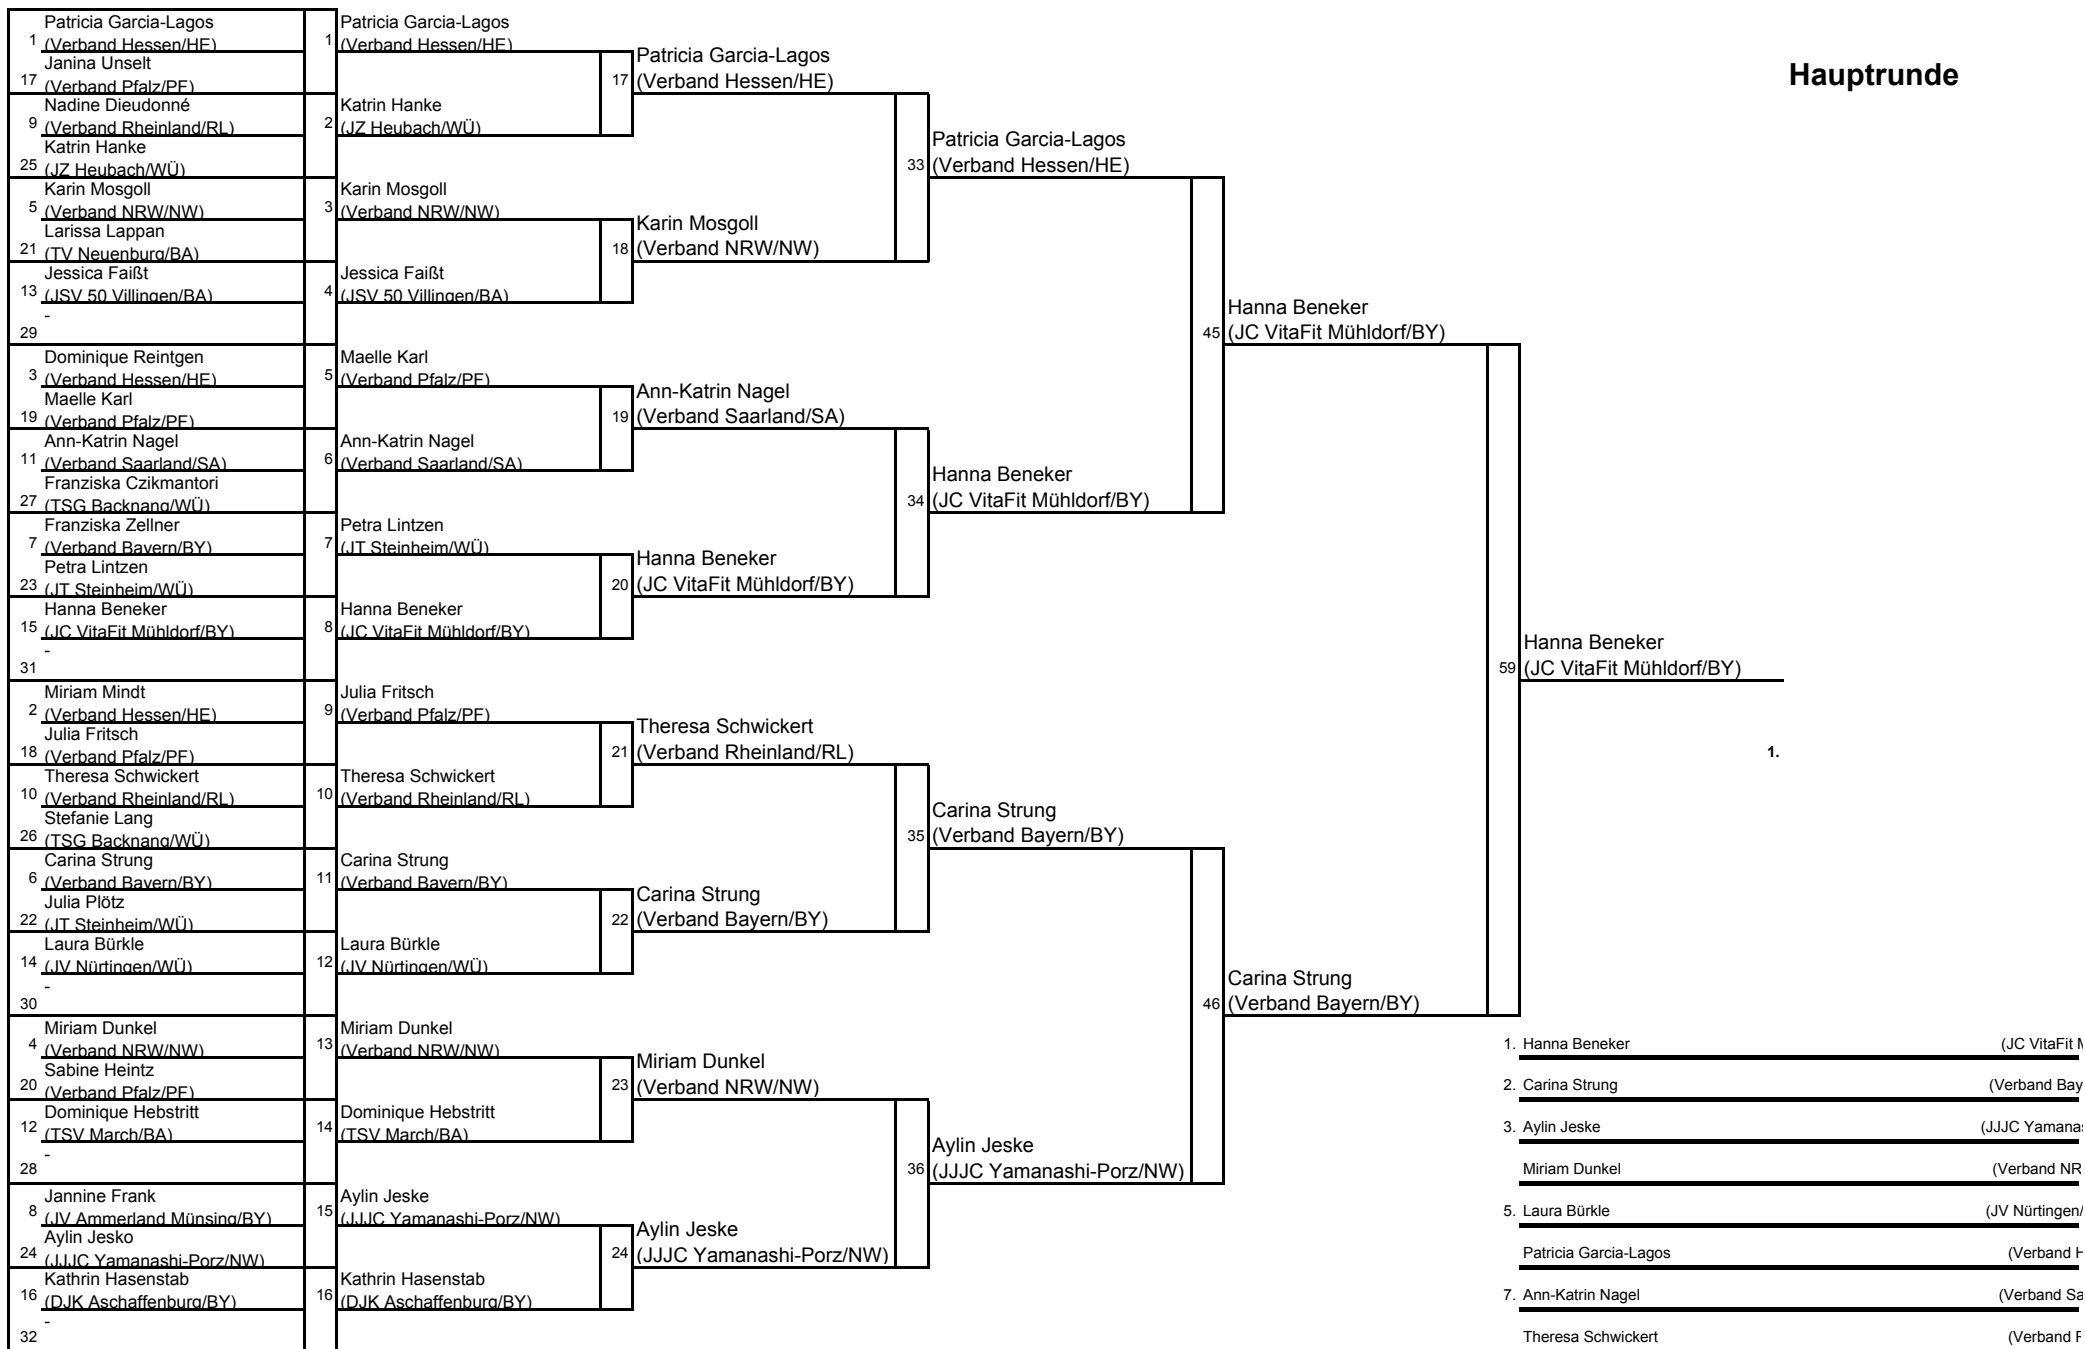 Hauptrunde
1 Patricia Garcia-Lagos
(Verband Hessen/HE)
17 Janina Unselt
(Verband Pfalz/PF)
9 Nadine Dieudonné
(Verband Rheinland/RL)
25 Katrin Hanke
(JZ Heubach/WÜ)
5 Karin Mosgoll
(Verband NRW/NW)
21 Larissa Lappan
(TV Neuenburg/BA)
13 Jessica Faißt
(JSV 50 Villingen/BA)
29 -
3 Dominique Reintgen
(Verband Hessen/HE)
19 Maelle Karl
(Verband Pfalz/PF)
11 Ann-Katrin Nagel
(Verband Saarland/SA)
27 Franziska Czikmantori
(TSG Backnang/WÜ)
7 Franziska Zellner
(Verband Bayern/BY)
23 Petra Lintzen
(JT Steinheim/WÜ)
15 Hanna Beneker
(JC VitaFit Mühldorf/BY)
31 -
2 Miriam Mindt
(Verband Hessen/HE)
18 Julia Fritsch
(Verband Pfalz/PF)
10 Theresa Schwickert
(Verband Rheinland/RL)
26 Stefanie Lang
(TSG Backnang/WÜ)
6 Carina Strung
(Verband Bayern/BY)
22 Julia Plötz
(JT Steinheim/WÜ)
14 Laura Bürkle
(JV Nürtingen/WÜ)
30 -
4 Miriam Dunkel
(Verband NRW/NW)
20 Sabine Heintz
(Verband Pfalz/PF)
12 Dominique Hebstritt
(TSV March/BA)
28 -
8 Jannine Frank
(JV Ammerland Münsing/BY)
24 Aylin Jesko
(JJJC Yamanashi-Porz/NW)
16 Kathrin Hasenstab
(DJK Aschaffenburg/BY)
32 -
1 Patricia Garcia-Lagos
(Verband Hessen/HE)
2 Katrin Hanke
(JZ Heubach/WÜ)
3 Karin Mosgoll
(Verband NRW/NW)
4 Jessica Faißt
(JSV 50 Villingen/BA)
5 Maelle Karl
(Verband Pfalz/PF)
6 Ann-Katrin Nagel
(Verband Saarland/SA)
7 Petra Lintzen
(JT Steinheim/WÜ)
8 Hanna Beneker
(JC VitaFit Mühldorf/BY)
9 Julia Fritsch
(Verband Pfalz/PF)
10 Theresa Schwickert
(Verband Rheinland/RL)
11 Carina Strung
(Verband Bayern/BY)
12 Laura Bürkle
(JV Nürtingen/WÜ)
13 Miriam Dunkel
(Verband NRW/NW)
14 Dominique Hebstritt
(TSV March/BA)
15 Aylin Jeske
(JJJC Yamanashi-Porz/NW)
16 Kathrin Hasenstab
(DJK Aschaffenburg/BY)
17 Patricia Garcia-Lagos
(Verband Hessen/HE)
18 Karin Mosgoll
(Verband NRW/NW)
19 Ann-Katrin Nagel
(Verband Saarland/SA)
20 Hanna Beneker
(JC VitaFit Mühldorf/BY)
21 Theresa Schwickert
(Verband Rheinland/RL)
22 Carina Strung
(Verband Bayern/BY)
23 Miriam Dunkel
(Verband NRW/NW)
24 Aylin Jeske
(JJJC Yamanashi-Porz/NW)
33 Patricia Garcia-Lagos
(Verband Hessen/HE)
34 Hanna Beneker
(JC VitaFit Mühldorf/BY)
35 Carina Strung
(Verband Bayern/BY)
36 Aylin Jeske
(JJJC Yamanashi-Porz/NW)
45 Hanna Beneker
(JC VitaFit Mühldorf/BY)
46 Carina Strung
(Verband Bayern/BY)
59 Hanna Beneker
(JC VitaFit Mühldorf/BY)
1.
1. Hanna Beneker (JC VitaFit
2. Carina Strung (Verband Bay
3. Aylin Jeske (JJJC Yamanas
Miriam Dunkel (Verband NR
5. Laura Bürkle (JV Nürtingen/
Patricia Garcia-Lagos (Verband H
7. Ann-Katrin Nagel (Verband Sa
Theresa Schwickert (Verband